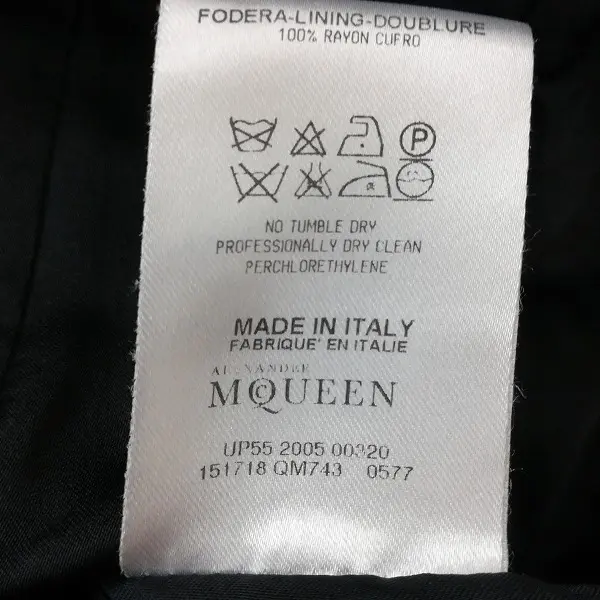 FODERA-LINING-DOUBLURE
100% RAYON CUPRO
P
NO TUMBLE DRY
PROFESSIONALLY DRY CLEAN
PERCHLORETHYLENE
MADE IN ITALY
FABRIQUE' EN ITALIE
ALEXANDER
McQUEEN
UP55 2005 00320
151718 QM743 0577